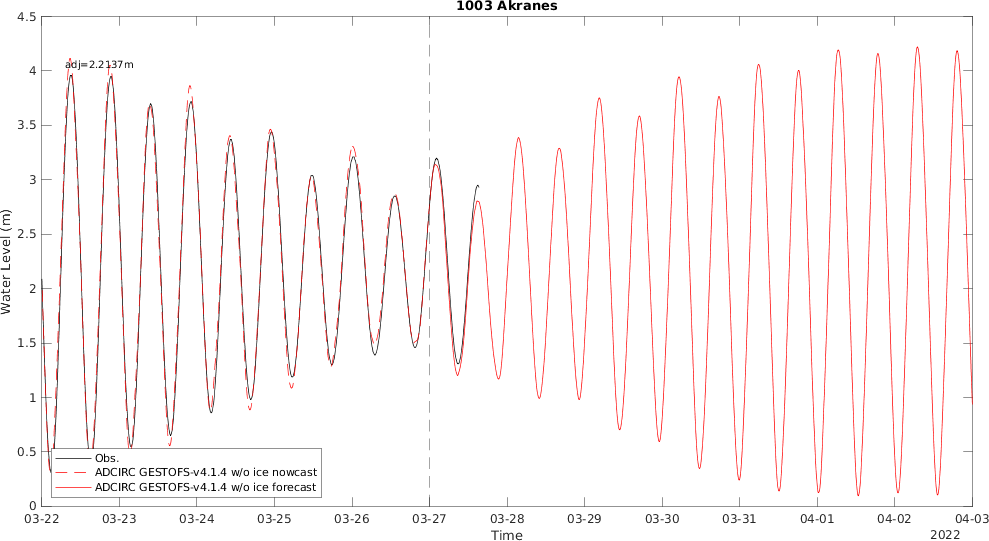 1003 Akranes
4.5
4
3.5
3
2.5
2
1.5
1
0.5
0
Water Level (m)
adj=2.2137m
Obs.
ADCIRC GESTOFS-v4.1.4 w/o ice nowcast
ADCIRC GESTOFS-v4.1.4 w/o ice forecast
03-22 03-23 03-24 03-25 03-26 03-27 03-28 03-29 03-30 03-31 04-01 04-02 04-03
Time
2022